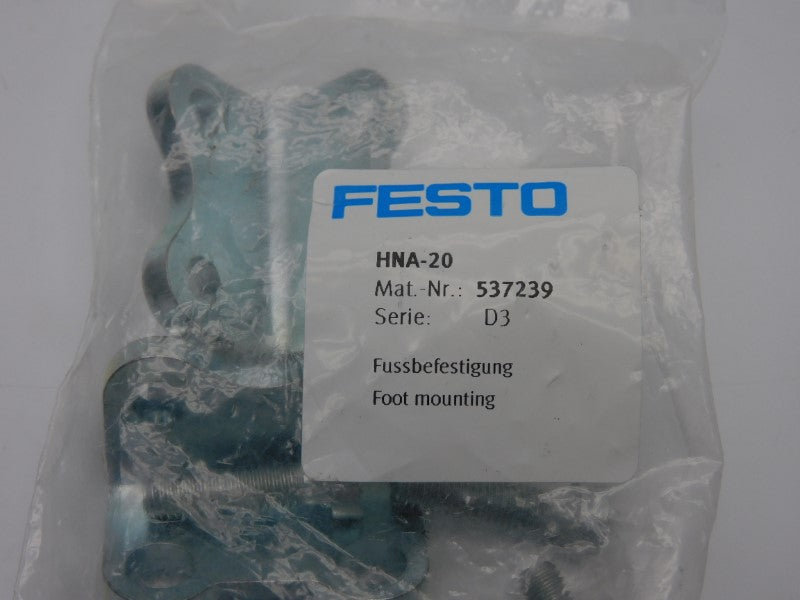 FESTO
HNA-20
Mat.-Nr.: 537239
Serie: D3
Fussbefestigung
Foot mounting